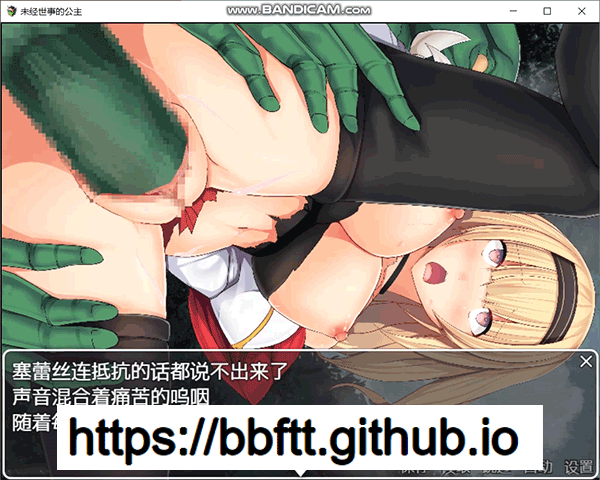 未经世事的公主
www.BANDICAM.com
塞蕾丝连抵抗的话都说不出来了
声音混合着痛苦的呜咽
随着
https://bbftt.github.io
设置